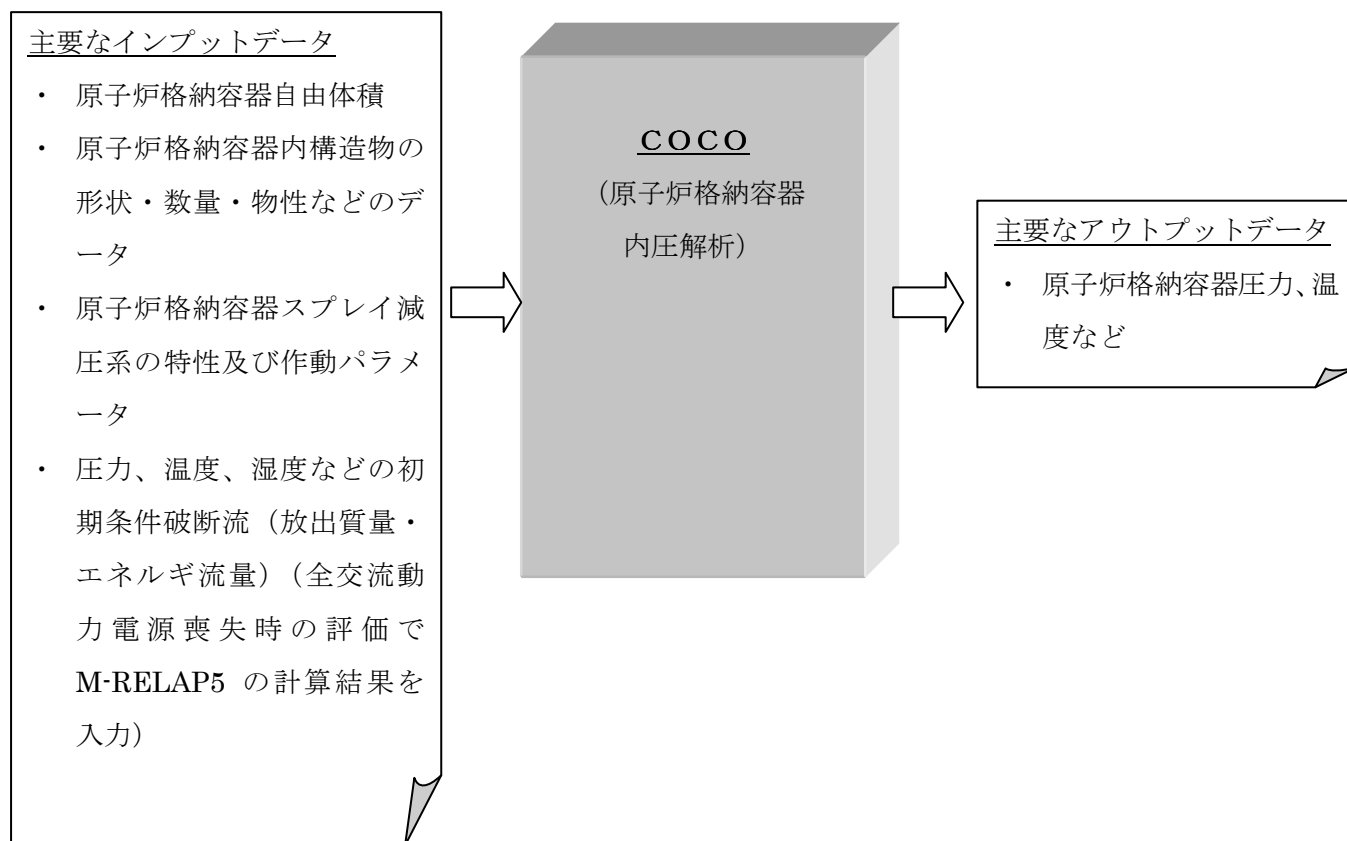 主要なインプットデータ
・ 原子炉格納容器自由体積
・ 原子炉格納容器内構造物の
形状・数量・物性などのデ
ータ
・ 原子炉格納容器スプレイ減
圧系の特性及び作動パラメ
ータ
・ 圧力、温度、湿度などの初
期条件破断流（放出質量・
エネルギ流量）（全交流動
力電源喪失時の評価で
M-RELAP5 の計算結果を
入力）
ＣＯＣＯ
（原子炉格納容器
内圧解析）
主要なアウトプットデータ
・ 原子炉格納容器圧力、温
度など